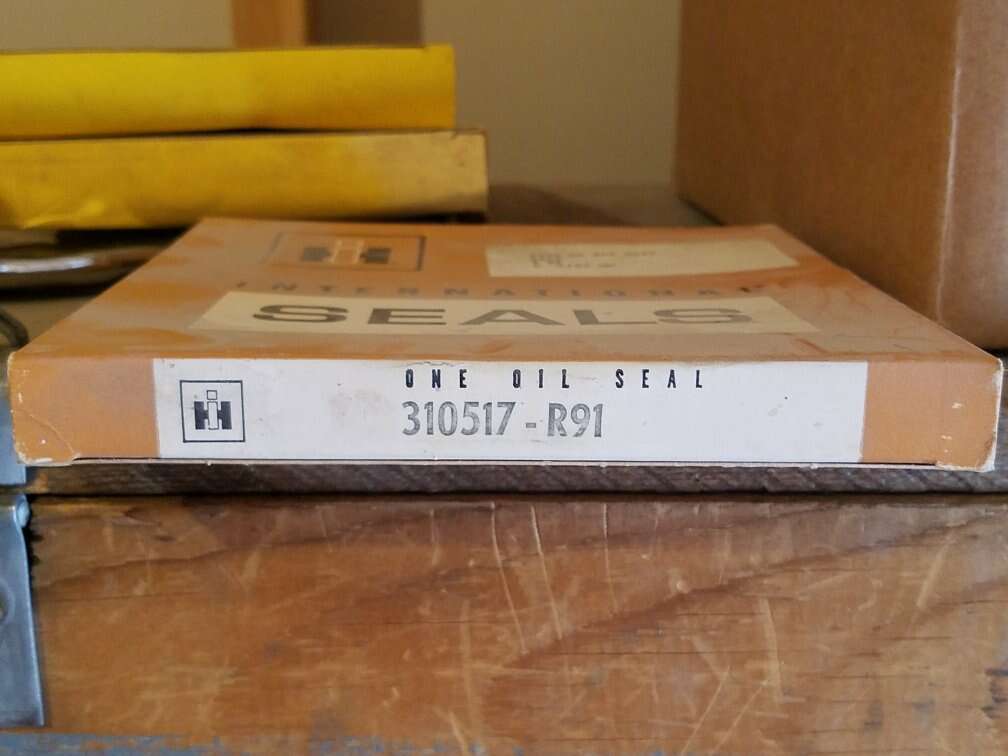 IH
INTERNATIONAL
SEALS
IH
ONE OIL SEAL
310517-R91